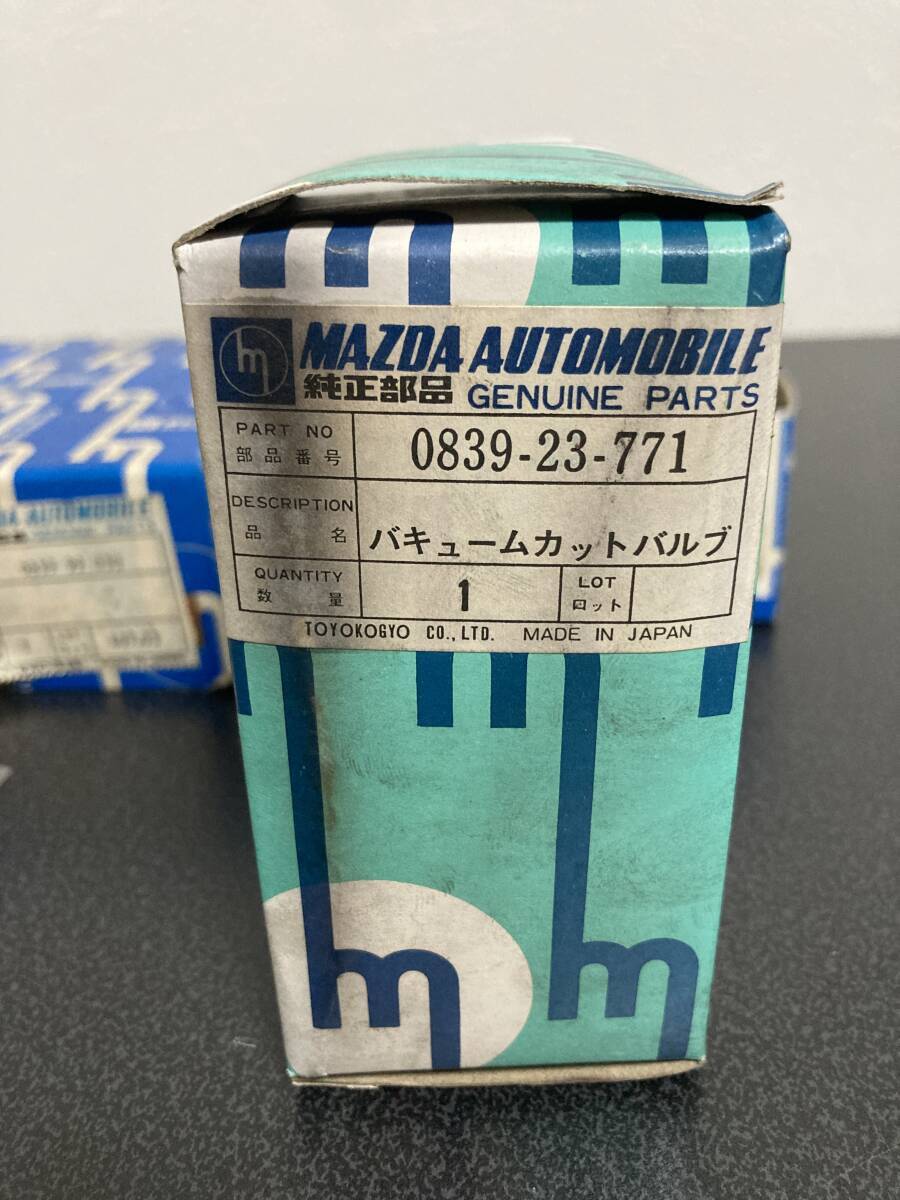 MAZDA AUTOMOBILE
純正部品 GENUINE PARTS
PART NO
部品番号 0839-23-771
DESCRIPTION
品名 バキュームカットバルブ
QUANTITY
数量 1 LOT
ロット
TOYOKOGYO CO., LTD. MADE IN JAPAN
MAZDA AUTOMOBILE